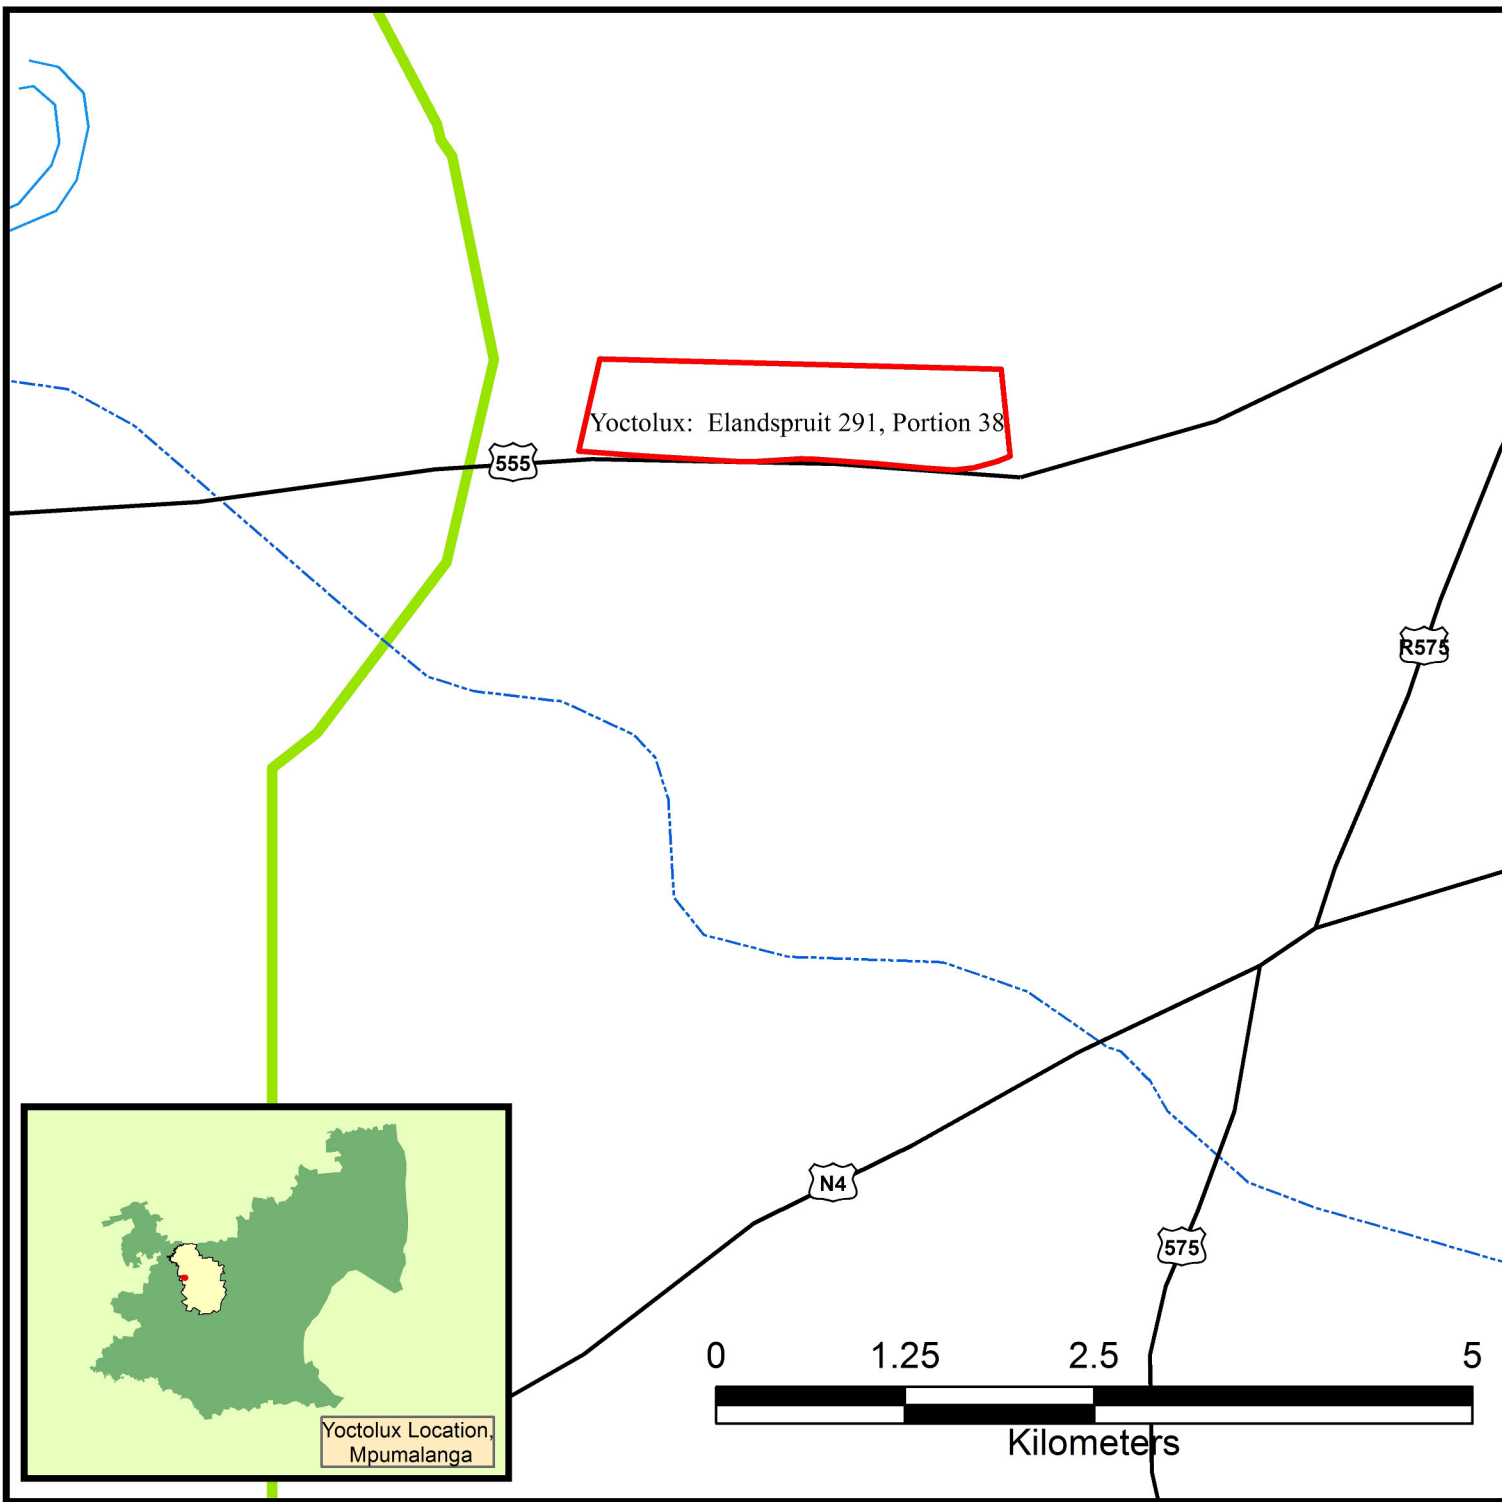 Yoctolux: Elandspruit 291, Portion 38
555
R575
N4
575
0 1.25 2.5 5
Kilometers
Yoctolux Location,
Mpumalanga